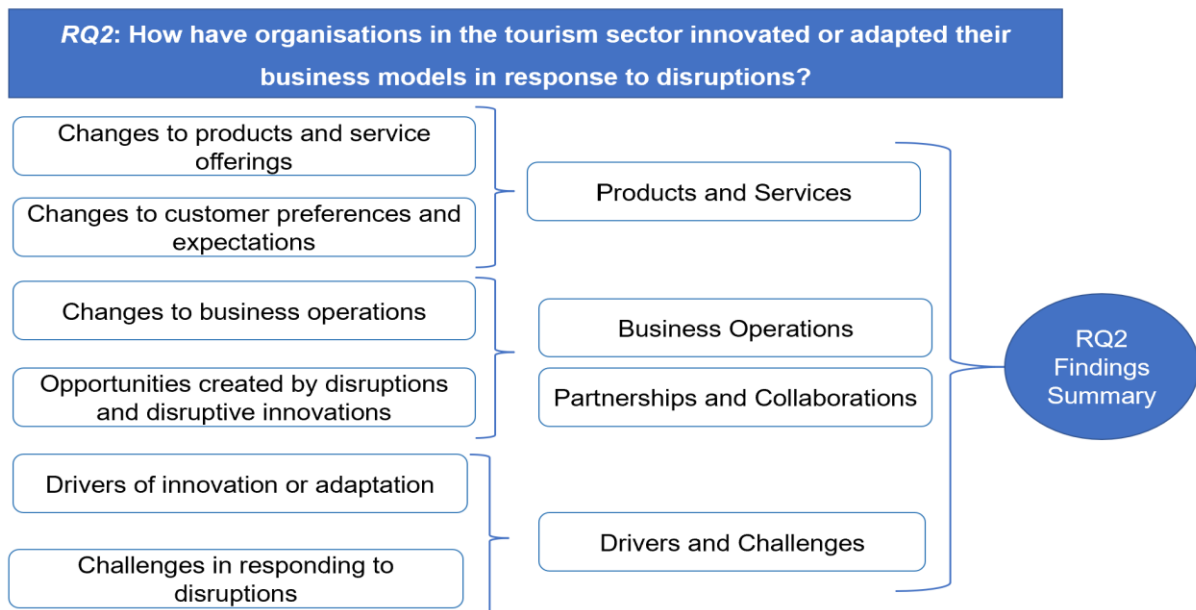 RQ2: How have organisations in the tourism sector innovated or adapted their
business models in response to disruptions?
Changes to products and service
offerings
Changes to customer preferences and
expectations
Changes to business operations
Opportunities created by disruptions
and disruptive innovations
Drivers of innovation or adaptation
Challenges in responding to
disruptions
Products and Services
Business Operations
Partnerships and Collaborations
Drivers and Challenges
RQ2
Findings
Summary